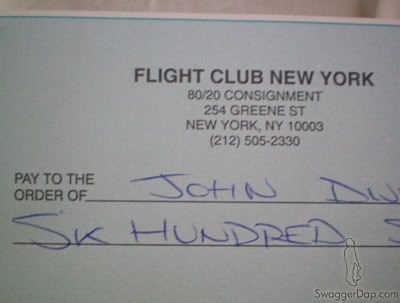 FLIGHT CLUB NEW YORK
80/20 CONSIGNMENT
254 GREENE ST
NEW YORK, NY 10003
(212) 505-2330
PAY TO THE
ORDER OF JOHN
SIX HUNDRED
SwaggerDap.com